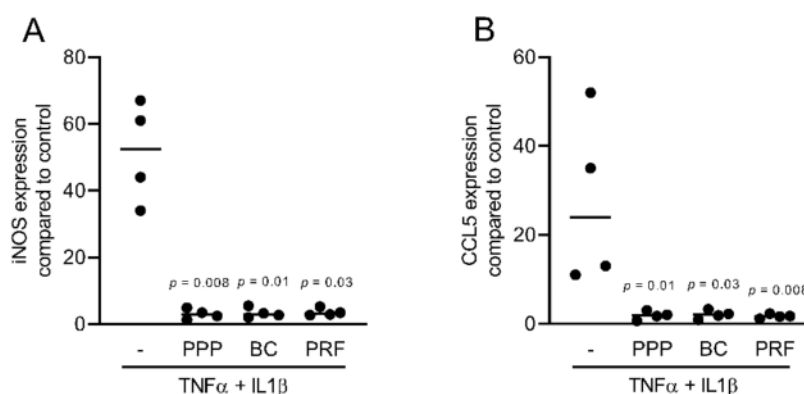 A
iNOS expression
compared to control
80
60
40
20
0
p = 0.008
p = 0.01
p = 0.03
- PPP BC PRF
TNFα + IL1β
B
CCL5 expression
compared to control
60
40
20
0
p = 0.01
p = 0.03
p = 0.008
- PPP BC PRF
TNFα + IL1β